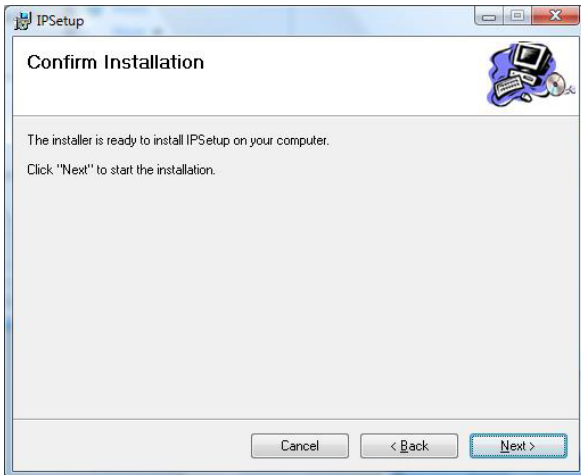 IPSetup
Confirm Installation
The installer is ready to install IPSetup on your computer.
Click "Next" to start the installation.
Cancel
< Back
Next >